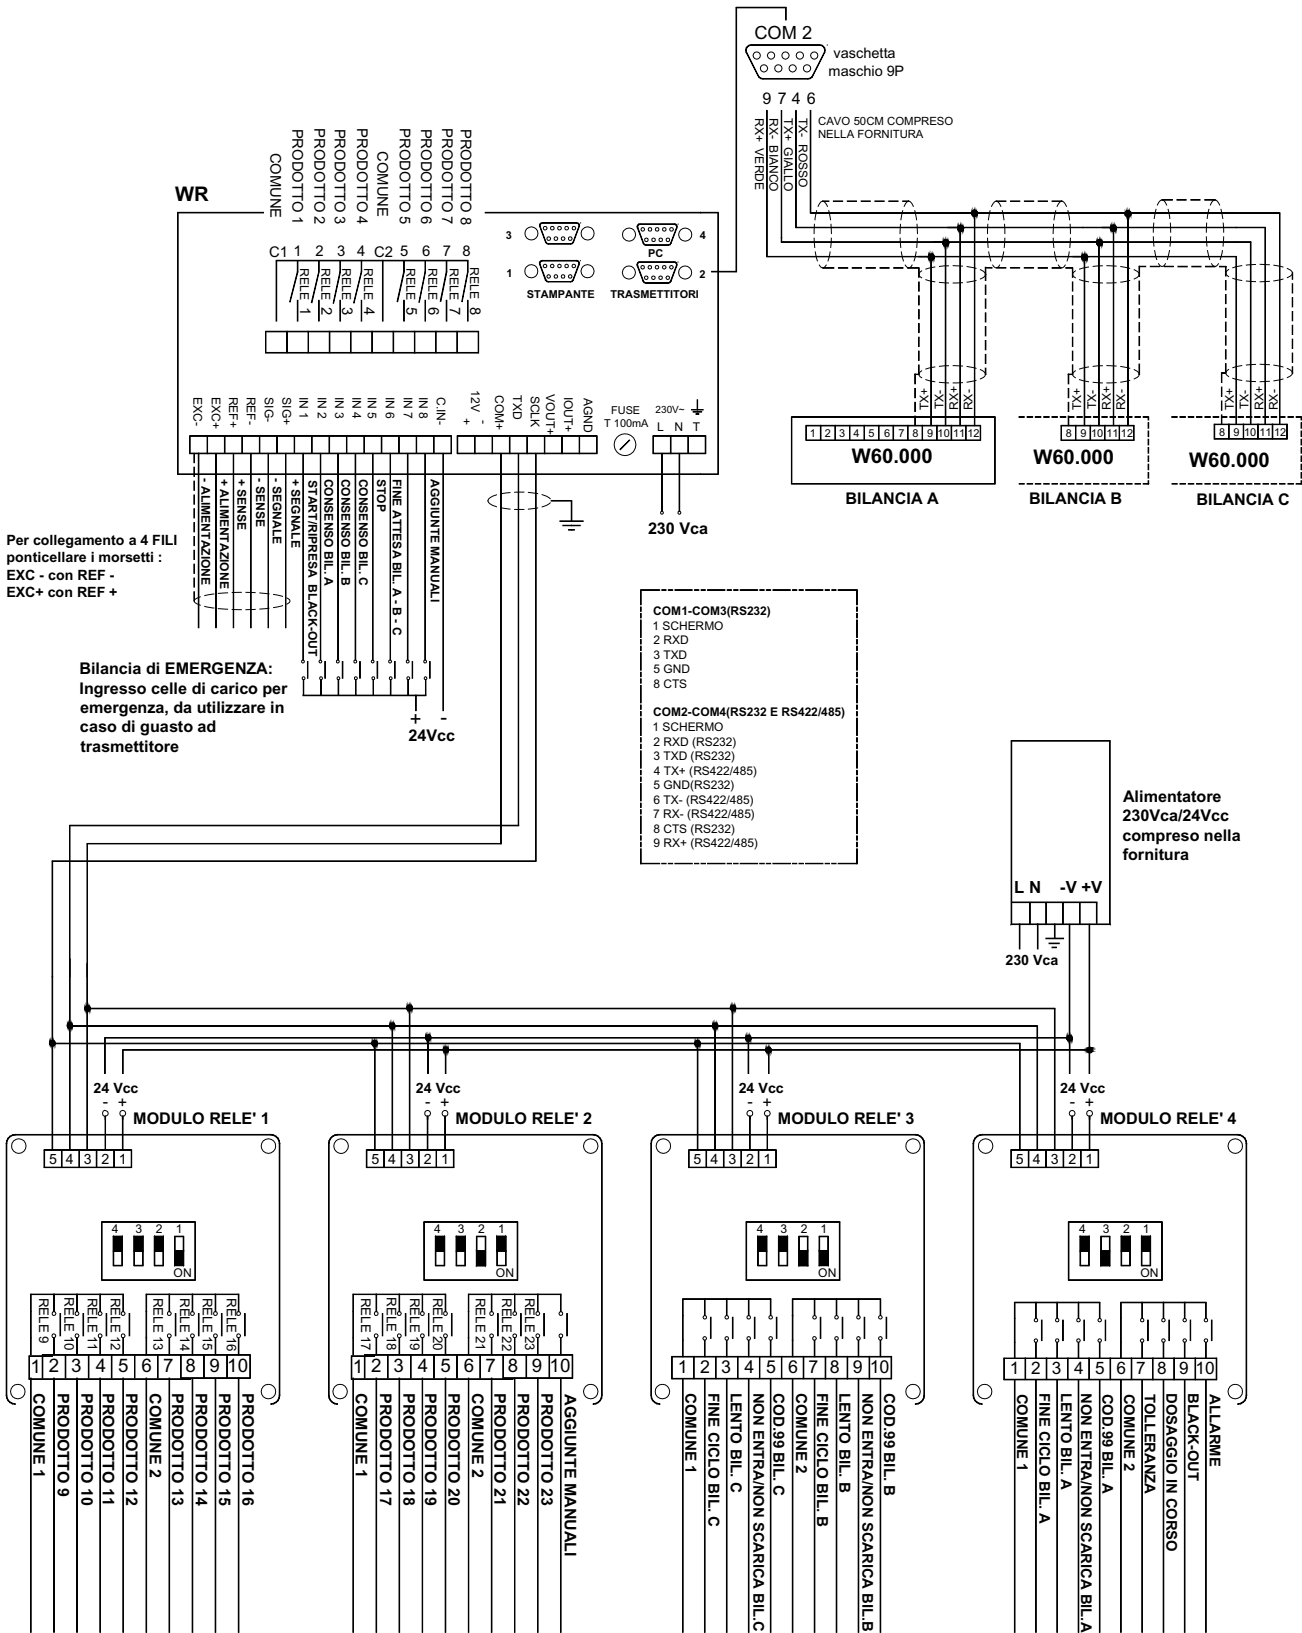 COM 2
vaschetta
maschio 9P
9 7 4 6
RX+ VERDE
RX- BIANCO
TX+ GIALLO
TX- ROSSO
CAVO 50CM COMPRESO
NELLA FORNITURA
WR
COMUNE
PRODOTTO 1
PRODOTTO 2
PRODOTTO 3
PRODOTTO 4
COMUNE
PRODOTTO 5
PRODOTTO 6
PRODOTTO 7
PRODOTTO 8
C1 1 2 3 4 C2 5 6 7 8
RELE 1
RELE 2
RELE 3
RELE 4
RELE 5
RELE 6
RELE 7
RELE 8
3
4
PC
1
2
STAMPANTE
TRASMETTITORI
EXC-
EXC+
REF+
REF-
SIG-
SIG+
IN 1
IN 2
IN 3
IN 4
IN 5
IN 6
IN 7
IN 8
C.IN-
12V
+ -
COM+
TXD
SCLK
VOUT+
IOUT+
AGND
FUSE
T 100mA
230V~
L N T
230 Vca
TX+
TX-
RX+
RX-
TX+
TX-
RX+
RX-
TX+
TX-
RX+
RX-
1 2 3 4 5 6 7 8 9 10 11 12
8 9 10 11 12
8 9 10 11 12
W60.000
W60.000
W60.000
BILANCIA A
BILANCIA B
BILANCIA C
- ALIMENTAZIONE
+ ALIMENTAZIONE
+ SENSE
- SENSE
- SEGNALE
+ SEGNALE
START/RIPRESA BLACK-OUT
CONSENSO BIL. A
CONSENSO BIL. B
CONSENSO BIL. C
STOP
FINE ATTESA BIL. A - B - C
AGGIUNTE MANUALI
Per collegamento a 4 FILI
ponticellare i morsetti :
EXC - con REF -
EXC+ con REF +
Bilancia di EMERGENZA:
Ingresso celle di carico per
emergenza, da utilizzare in
caso di guasto ad
trasmettitore
+ -
24Vcc
COM1-COM3(RS232)
1 SCHERMO
2 RXD
3 TXD
5 GND
8 CTS
COM2-COM4(RS232 E RS422/485)
1 SCHERMO
2 RXD (RS232)
3 TXD (RS232)
4 TX+ (RS422/485)
5 GND(RS232)
6 TX- (RS422/485)
7 RX- (RS422/485)
8 CTS (RS232)
9 RX+ (RS422/485)
Alimentatore
230Vca/24Vcc
compreso nella
fornitura
L N -V +V
230 Vca
24 Vcc
- +
MODULO RELE' 1
5 4 3 2 1
4 3 2 1
ON
RELE 9
RELE 10
RELE 11
RELE 12
RELE 13
RELE 14
RELE 15
RELE 16
1 2 3 4 5 6 7 8 9 10
COMUNE 1
PRODOTTO 9
PRODOTTO 10
PRODOTTO 11
PRODOTTO 12
COMUNE 2
PRODOTTO 13
PRODOTTO 14
PRODOTTO 15
PRODOTTO 16
24 Vcc
- +
MODULO RELE' 2
5 4 3 2 1
4 3 2 1
ON
RELE 17
RELE 18
RELE 19
RELE 20
RELE 21
RELE 22
RELE 23
1 2 3 4 5 6 7 8 9 10
COMUNE 1
PRODOTTO 17
PRODOTTO 18
PRODOTTO 19
PRODOTTO 20
COMUNE 2
PRODOTTO 21
PRODOTTO 22
PRODOTTO 23
AGGIUNTE MANUALI
24 Vcc
- +
MODULO RELE' 3
5 4 3 2 1
4 3 2 1
ON
1 2 3 4 5 6 7 8 9 10
COMUNE 1
FINE CICLO BIL. C
LENTO BIL. C
NON ENTRA/NON SCARICA BIL.C
COD.99 BIL. C
COMUNE 2
FINE CICLO BIL. B
LENTO BIL. B
NON ENTRA/NON SCARICA BIL.B
COD.99 BIL. B
24 Vcc
- +
MODULO RELE' 4
5 4 3 2 1
4 3 2 1
ON
1 2 3 4 5 6 7 8 9 10
COMUNE 1
FINE CICLO BIL. A
LENTO BIL. A
NON ENTRA/NON SCARICA BIL.A
COD.99 BIL. A
COMUNE 2
TOLLERANZA
DOSAGGIO IN CORSO
BLACK-OUT
ALLARME